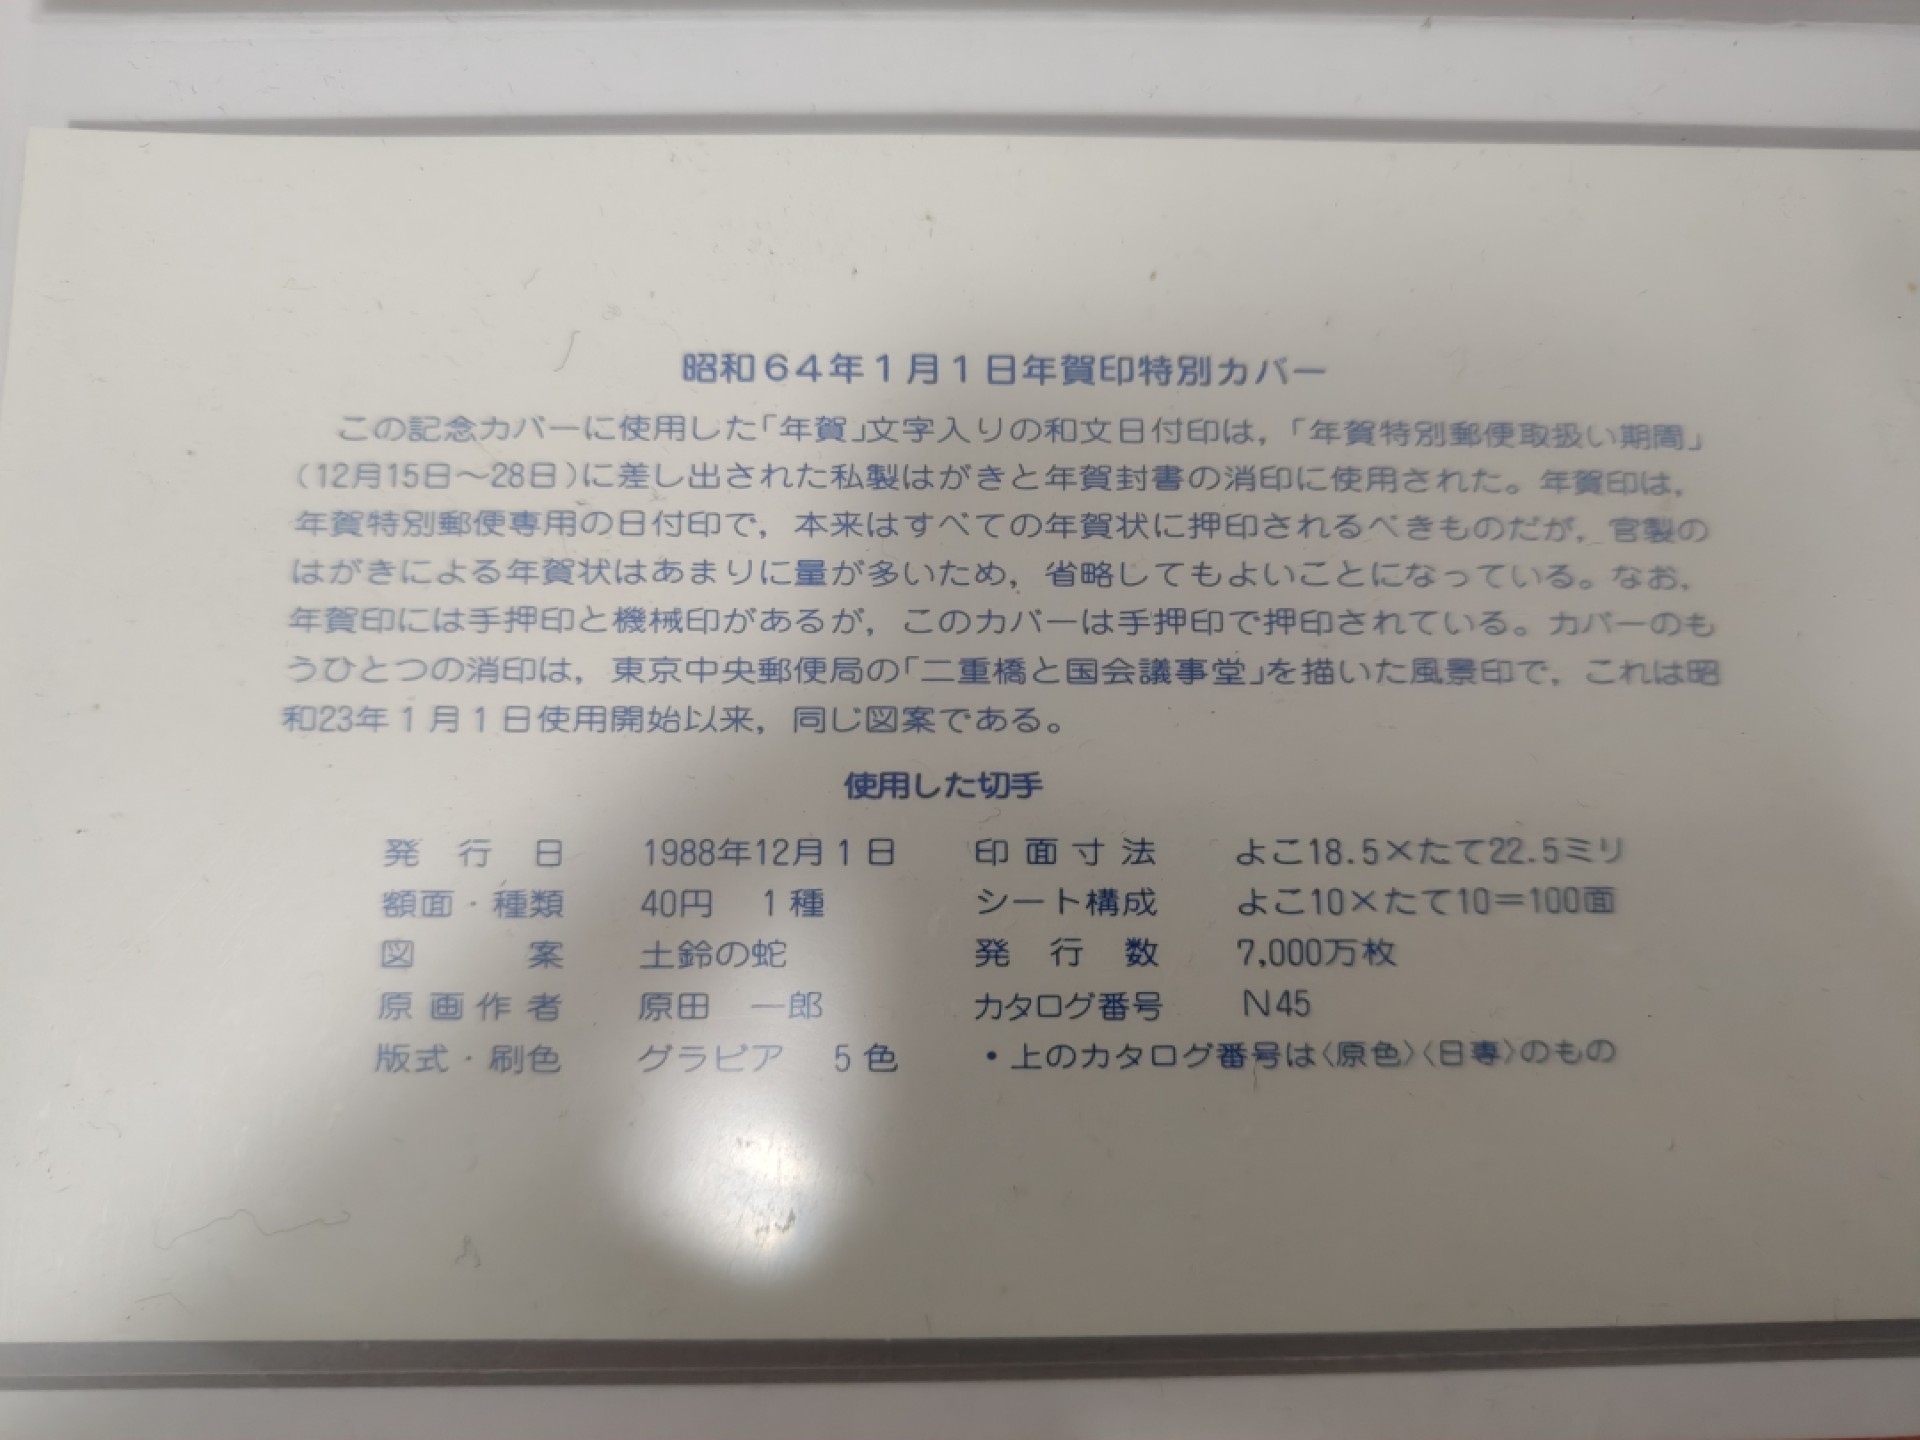 昭和64年1月1日年賀印特別カバー
この記念カバーに使用した「年賀」文字入りの和文日付印は,「年賀特別郵便取扱い期間」
(12月15日～28日)に差し出された私製はがきと年賀封書の消印に使用された。年賀印は,
年賀特別郵便専用の日付印で,本来はすべての年賀状に押印されるべきものだが,官製の
はがきによる年賀状はあまりに量が多いため,省略してもよいことになっている。なお,
年賀印には手押印と機械印があるが,このカバーは手押印で押印されている。カバーのも
うひとつの消印は,東京中央郵便局の「二重橋と国会議事堂」を描いた風景印で,これは昭
和23年1月1日使用開始以来,同じ図案である。
使用した切手
発行日 1988年12月1日 印面寸法 よこ18.5×たて22.5ミリ
額面・種類 40円 1種 シート構成 よこ10×たて10=100面
図案 土鈴の蛇 発行数 7,000万枚
原画作者 原田 一郎 カタログ番号 N45
版式・刷色 グラビア 5色 •上のカタログ番号は〈原色〉〈日専〉のもの